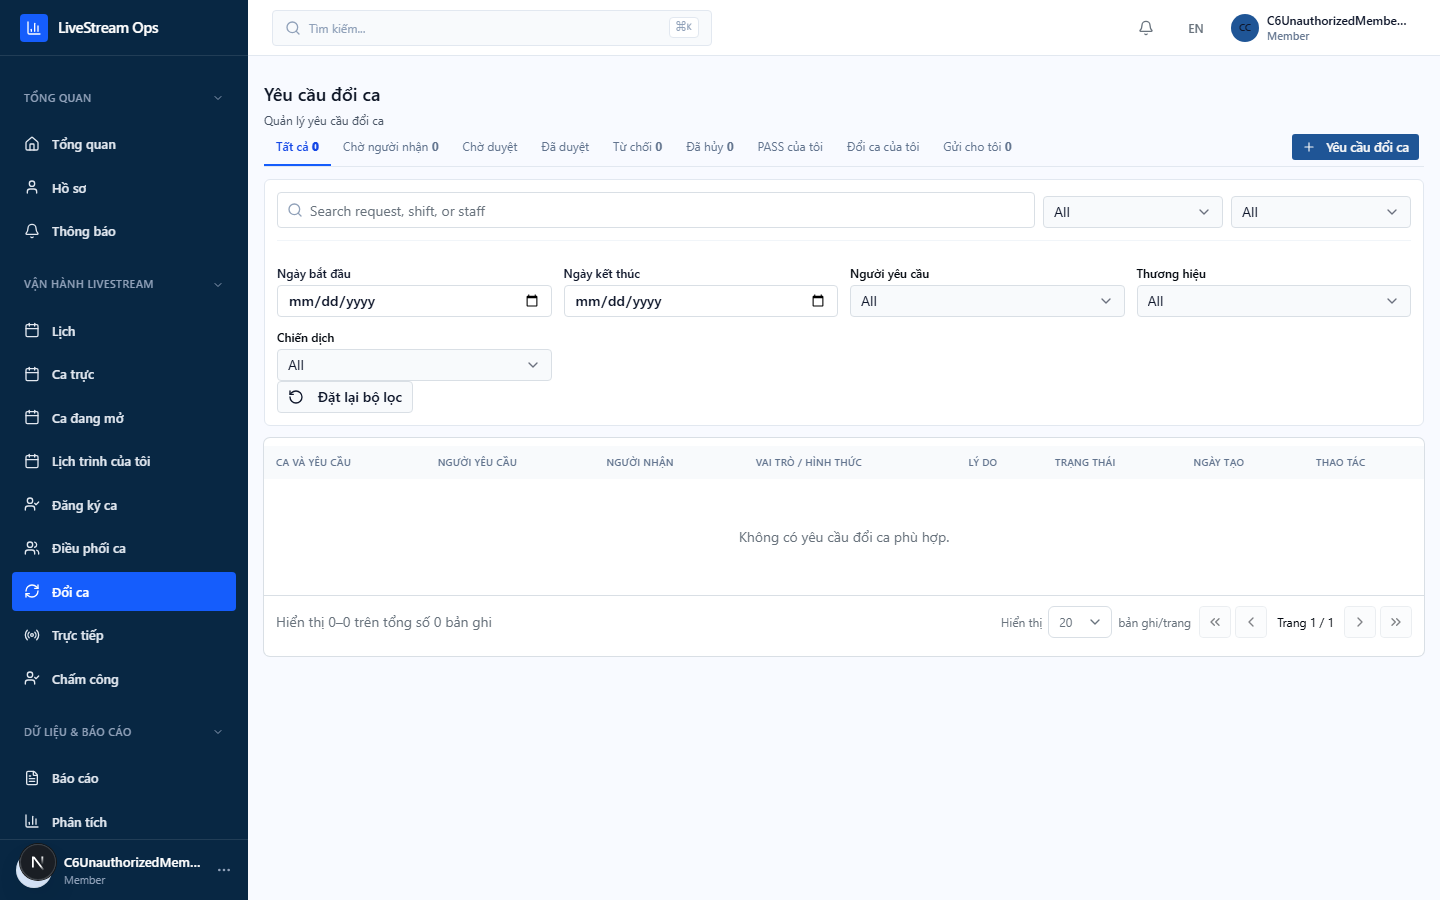 LiveStream Ops
Tìm kiếm...
⌘K
EN
CC
C6UnauthorizedMembe...
Member
TỔNG QUAN
Tổng quan
Hồ sơ
Thông báo
VẬN HÀNH LIVESTREAM
Lịch
Ca trực
Ca đang mở
Lịch trình của tôi
Đăng ký ca
Điều phối ca
Đổi ca
Trực tiếp
Chấm công
DỮ LIỆU & BÁO CÁO
Báo cáo
Phân tích
N
C6UnauthorizedMem...
Member
Yêu cầu đổi ca
Quản lý yêu cầu đổi ca
Tất cả 0 Chờ người nhận 0 Chờ duyệt Đã duyệt Từ chối 0 Đã hủy 0 PASS của tôi Đổi ca của tôi Gửi cho tôi 0
+ Yêu cầu đổi ca
Search request, shift, or staff
All
All
Ngày bắt đầu Ngày kết thúc Người yêu cầu Thương hiệu
mm/dd/yyyy mm/dd/yyyy All All
Chiến dịch
All
Đặt lại bộ lọc
CA VÀ YÊU CẦU NGƯỜI YÊU CẦU NGƯỜI NHẬN VAI TRÒ / HÌNH THỨC LÝ DO TRẠNG THÁI NGÀY TẠO THAO TÁC
Không có yêu cầu đổi ca phù hợp.
Hiển thị 0–0 trên tổng số 0 bản ghi
Hiển thị 20 bản ghi/trang Trang 1 / 1